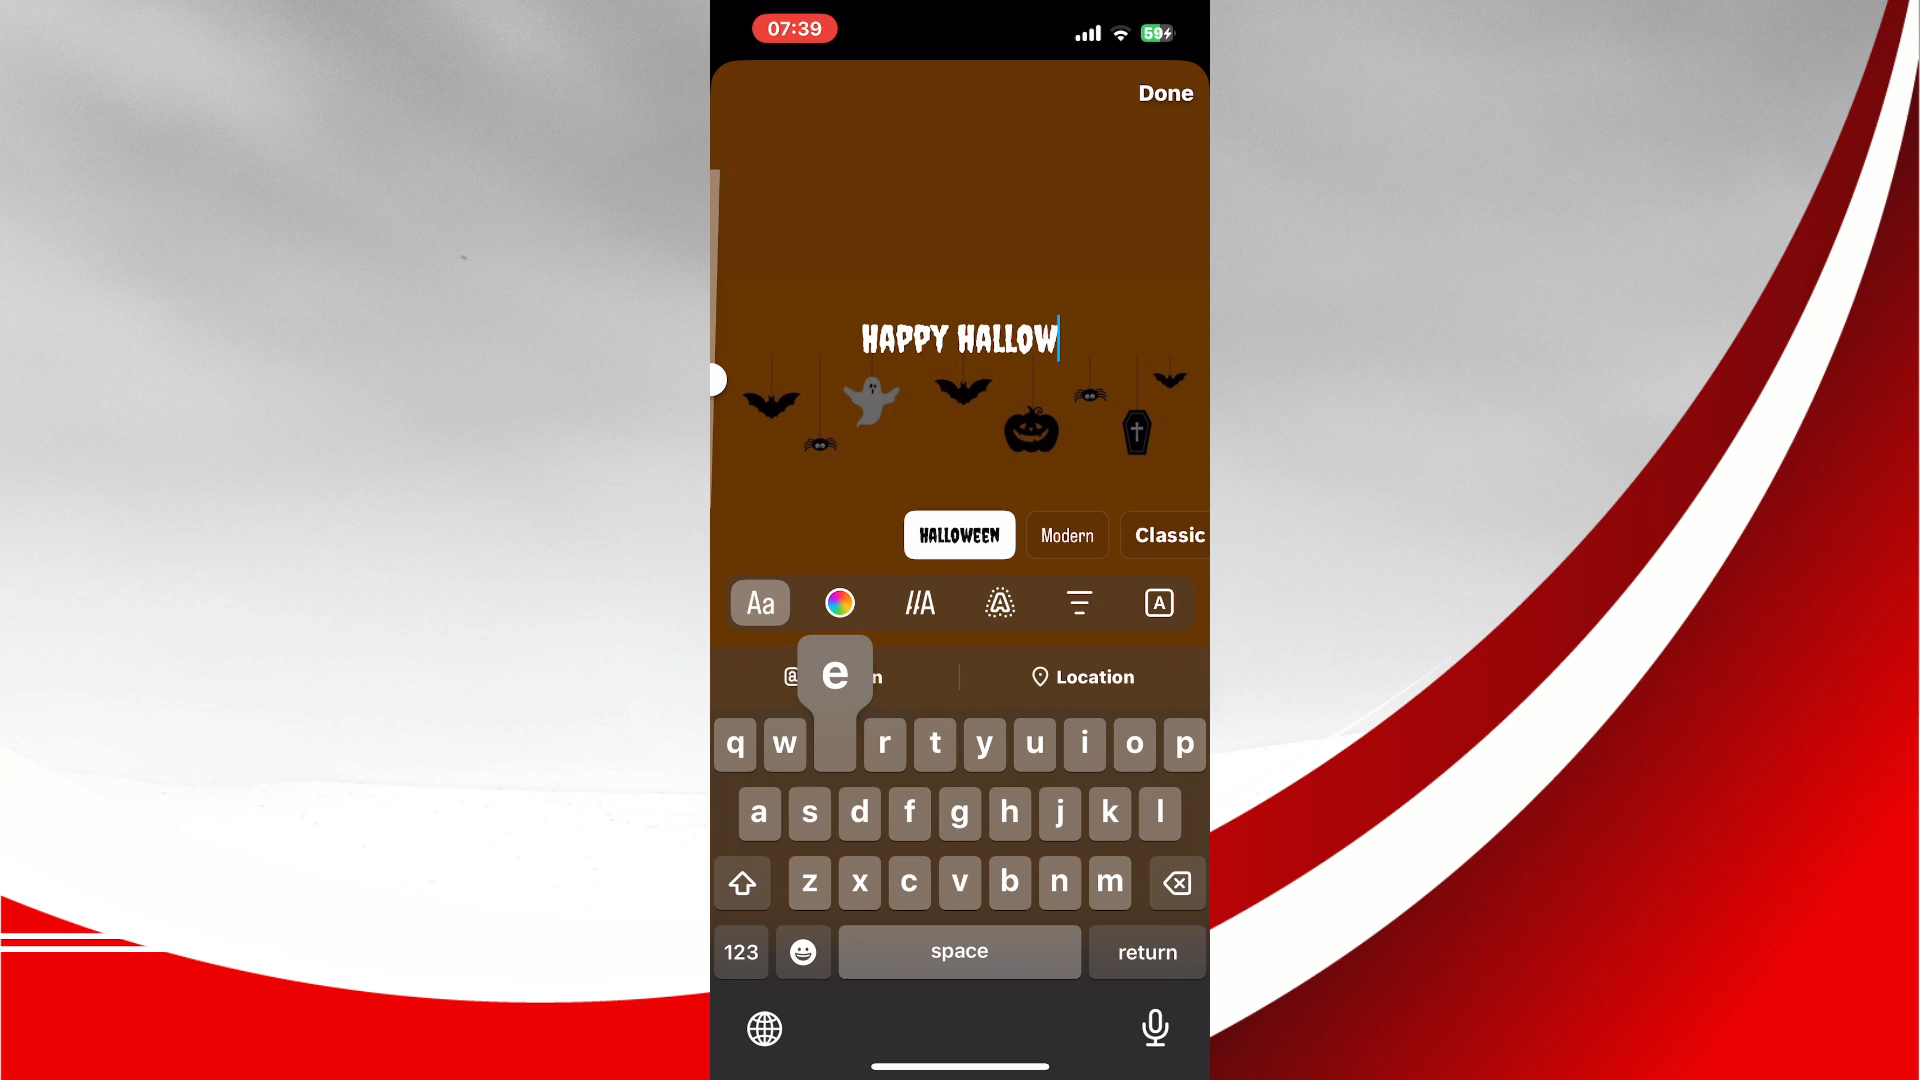 07:39
59
Done
HAPPY HALLOW
HALLOWEEN
Modern
Classic
Aa
A
A
A
e
n
Location
q w r t y u i o p
a s d f g h j k l
z x c v b n m
123
space
return